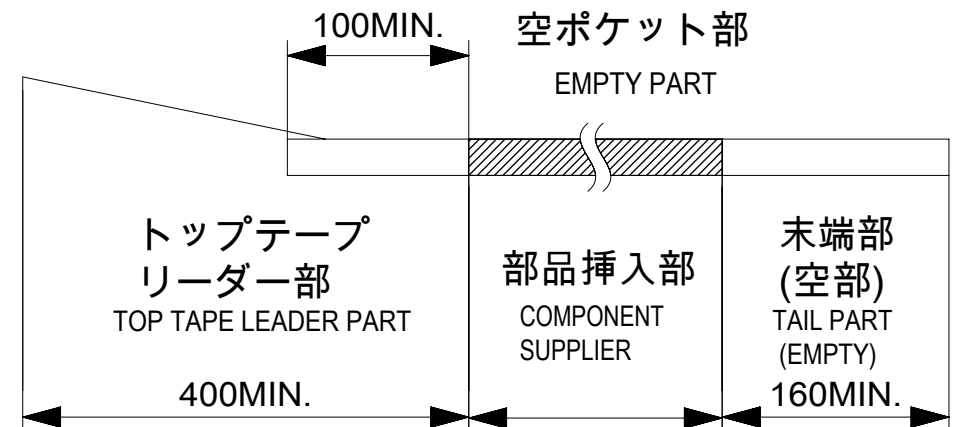 100MIN.
空ポケット部
EMPTY PART
トップテープ
リーダー部
TOP TAPE LEADER PART
部品挿入部
COMPONENT
SUPPLIER
末端部
(空部)
TAIL PART
(EMPTY)
400MIN.
160MIN.